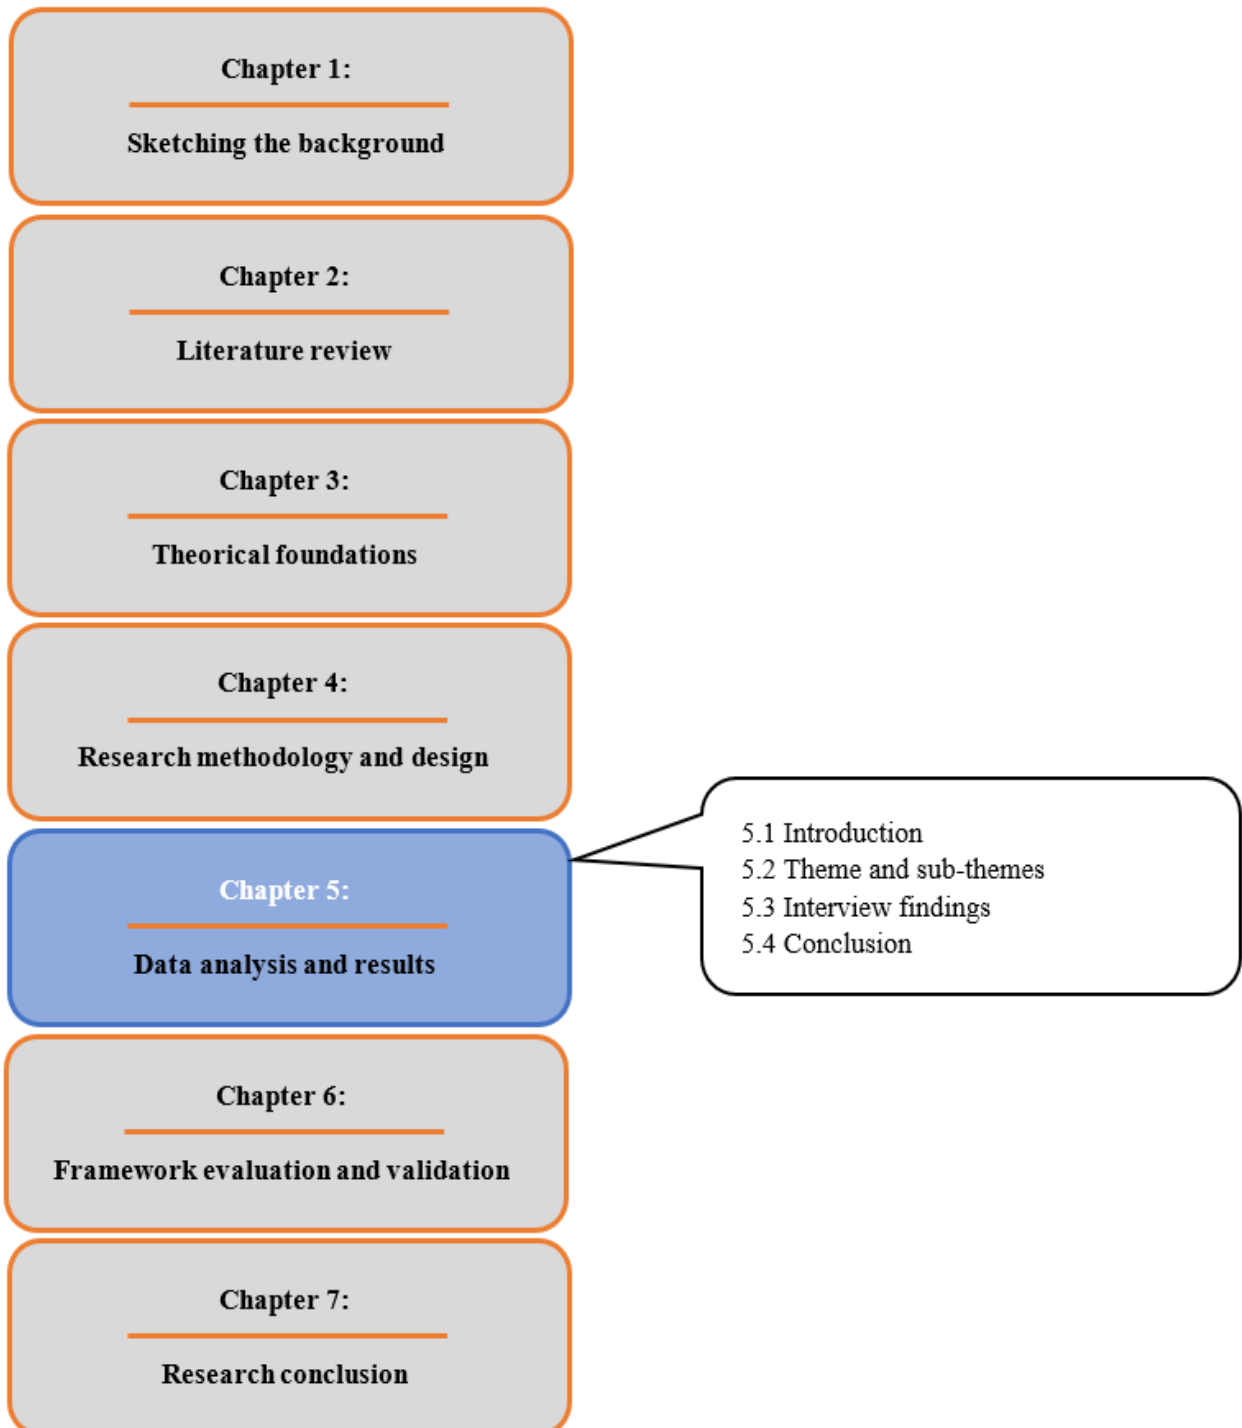 Chapter 1:
Sketching the background
Chapter 2:
Literature review
Chapter 3:
Theorical foundations
Chapter 4:
Research methodology and design
Chapter 5:
Data analysis and results
5.1 Introduction
5.2 Theme and sub-themes
5.3 Interview findings
5.4 Conclusion
Chapter 6:
Framework evaluation and validation
Chapter 7:
Research conclusion